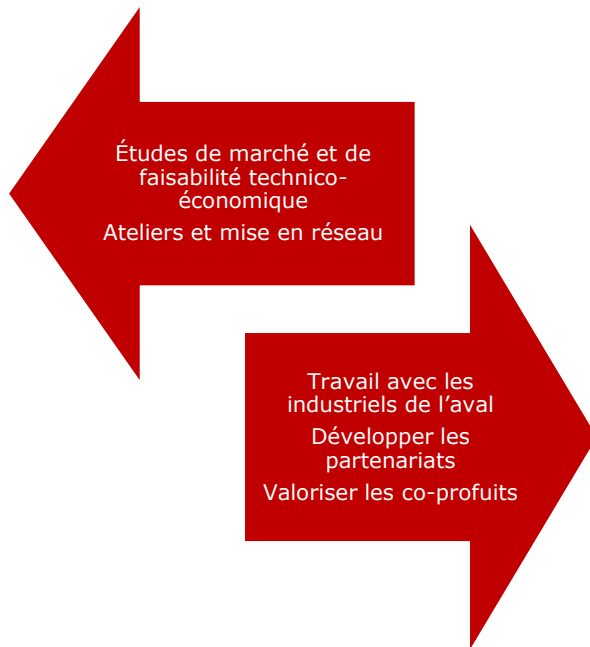 Études de marché et de
faisabilité technico-
économique
Ateliers et mise en réseau
Travail avec les
industriels de l’aval
Développer les
partenariats
Valoriser les co-profuits